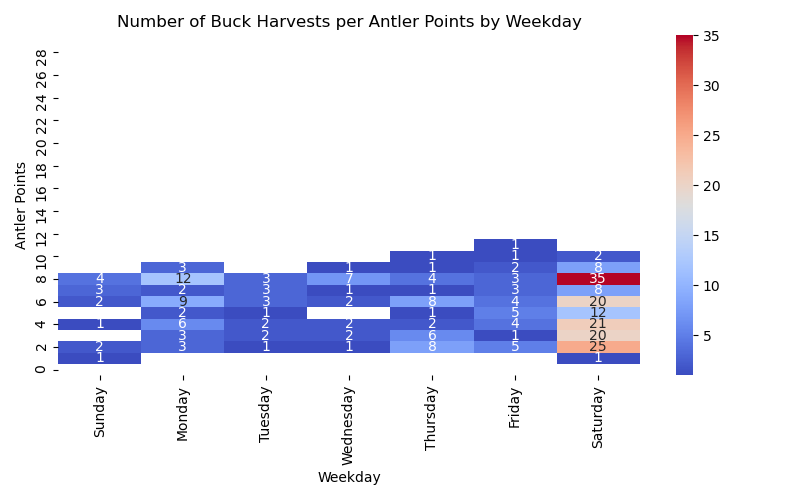 Number of Buck Harvests per Antler Points by Weekday
Antler Points
28
26
24
22
20
18
16
14
12
10
8
6
4
2
0
1
1 1 2
3 1 1 2 8
4 12 3 7 4 3 35
3 2 3 1 1 3 8
2 9 3 2 8 4 20
2 1 1 5 12
1 6 2 2 2 4 21
3 2 2 6 1 20
2 3 1 1 8 5 25
1 1
Sunday
Monday
Tuesday
Wednesday
Thursday
Friday
Saturday
Weekday
35
30
25
20
15
10
5